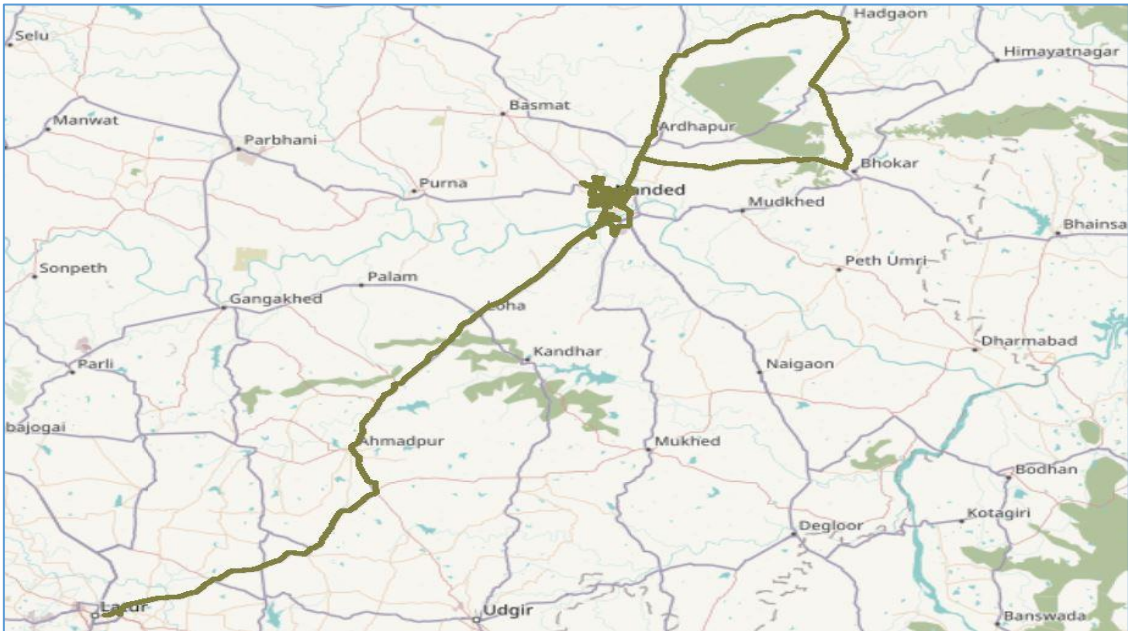 Hadgaon
Selu
Himayatnagar
Basmat
Manwat
Ardhapur
Parbhani
Bhokar
Purna
Nanded
Mudkhed
Bhainsa
Sonpeth
Palam
Peth Umri
Gangakhed
Loha
Dharmabad
Kandhar
Parli
Naigaon
bajogai
Ahmadpur
Mukhed
Bodhan
Kotagiri
Degloor
Latur
Udgir
Banswada